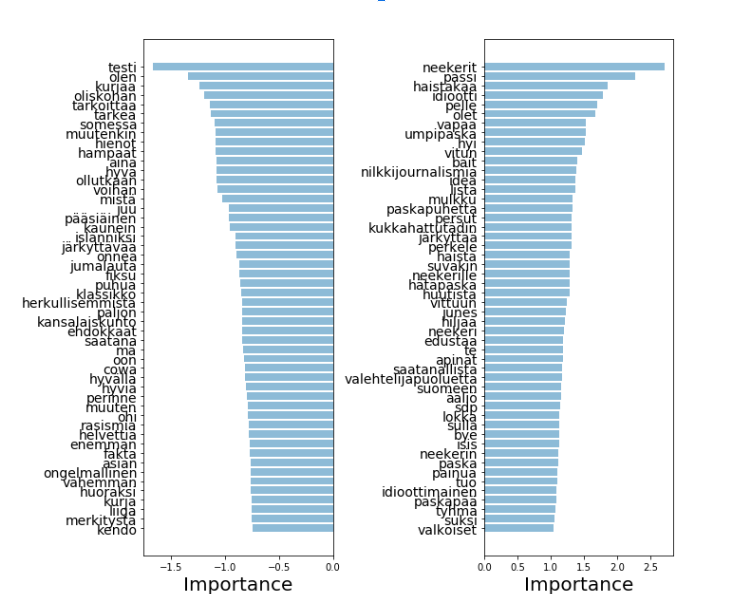 testi
olen
kurjaa
oliskohan
tarkoittaa
tärkeä
somessa
muutenkin
hienot
hampaat
aina
hyvä
ollutkaan
voihan
mistä
juu
pääsiäinen
kaunein
islänniksi
järkyttävää
onnea
jumalauta
fiksu
puhua
klassikko
herkullisemmista
paljon
kansalaiskunto
ehdokkaat
saatana
mä
oon
cowa
hyvällä
hyviä
perinne
muuten
ohi
rasismia
helvettiä
enemmän
fakta
asian
ongelmallinen
vähemmän
huoraksi
kurja
liida
merkitystä
kendo
−1.5 −1.0 −0.5 0.0
Importance
neekerit
passi
haistakaa
idiootti
pelle
olet
vapaa
umpipaska
hyi
vitun
bait
nilkkijournalismia
idea
lista
mulkku
paskapuhetta
persut
kukkahattutädin
järkyttää
perkele
haista
suvakin
neekerille
hatapaska
huutista
vittuun
junes
hiljaa
neekeri
edustaa
te
apinat
saatanallista
valehtelijapuoluetta
suomeen
ääliö
sdp
lokka
sulla
bye
isis
neekerin
paska
painua
tuo
idioottimainen
paskapää
tyhmä
suksi
valkoiset
0.0 0.5 1.0 1.5 2.0 2.5
Importance